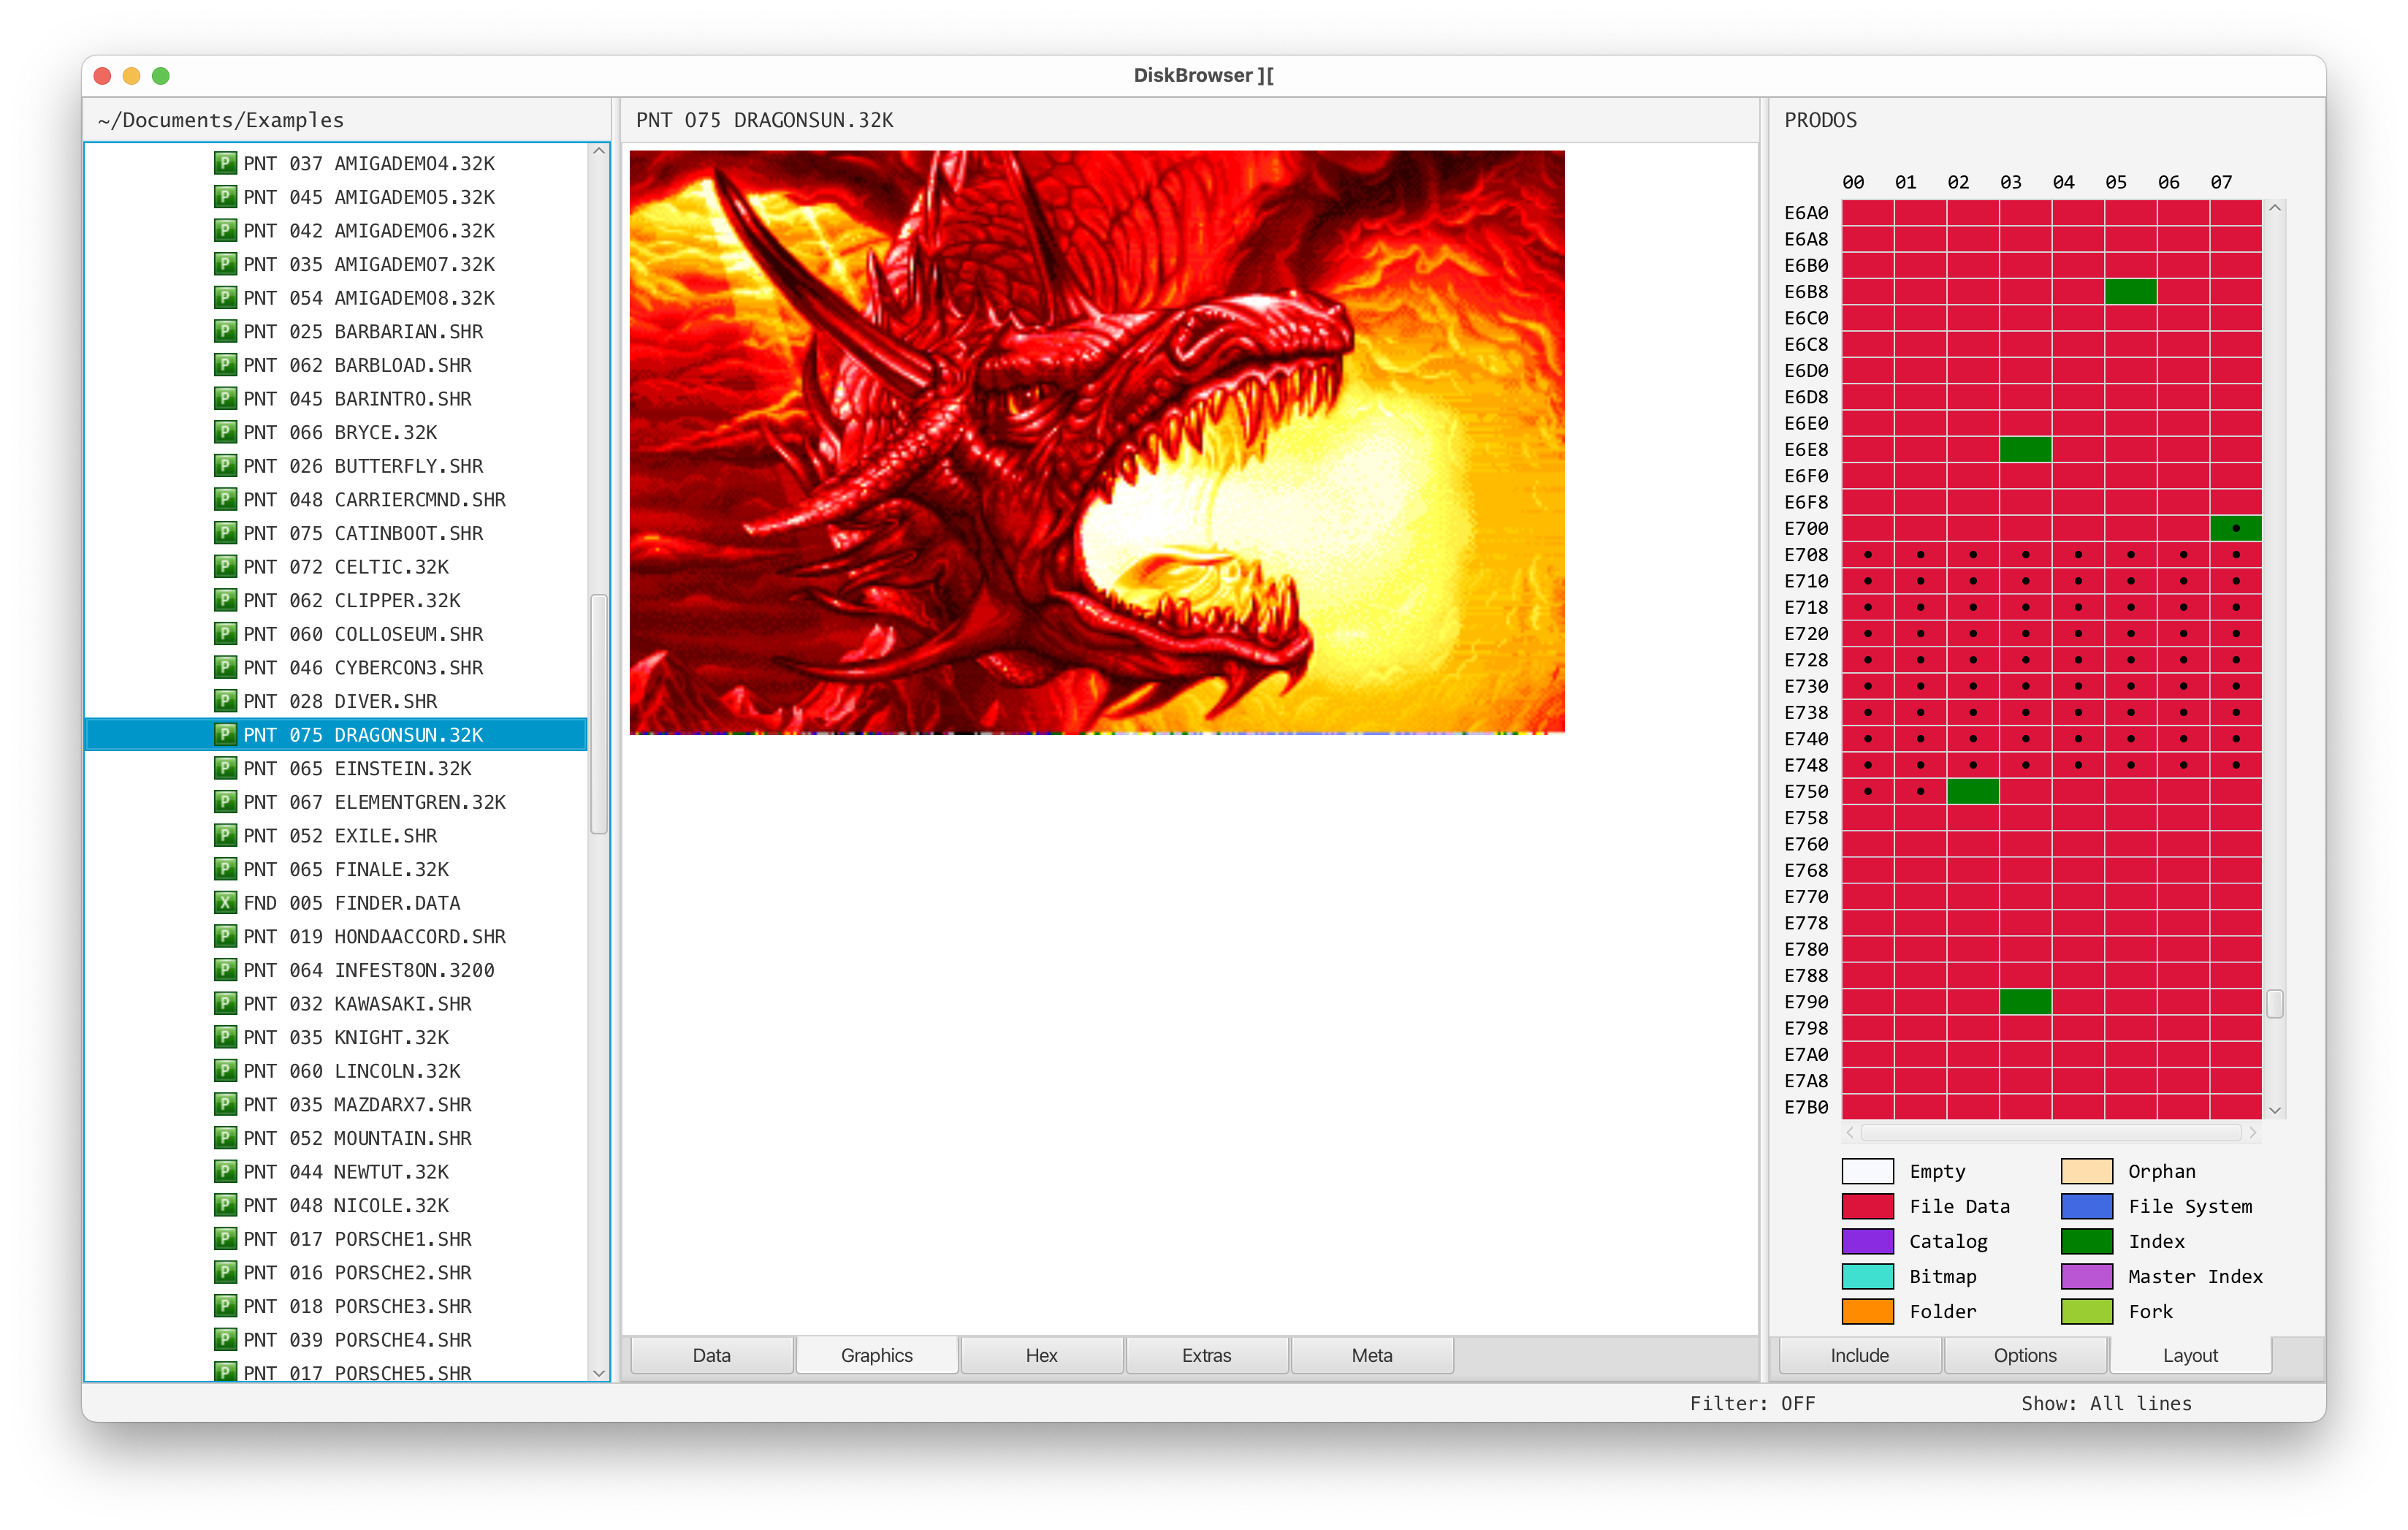 DiskBrowser ][
~/Documents/Examples
P PNT 037 AMIGADEMO4.32K
P PNT 045 AMIGADEMO5.32K
P PNT 042 AMIGADEMO6.32K
P PNT 035 AMIGADEMO7.32K
P PNT 054 AMIGADEMO8.32K
P PNT 025 BARBARIAN.SHR
P PNT 062 BARBLOAD.SHR
P PNT 045 BARINTRO.SHR
P PNT 066 BRYCE.32K
P PNT 026 BUTTERFLY.SHR
P PNT 048 CARRIERCMND.SHR
P PNT 075 CATINBOOT.SHR
P PNT 072 CELTIC.32K
P PNT 062 CLIPPER.32K
P PNT 060 COLLOSEUM.SHR
P PNT 046 CYBERCON3.SHR
P PNT 028 DIVER.SHR
P PNT 075 DRAGONSUN.32K
P PNT 065 EINSTEIN.32K
P PNT 067 ELEMENTGREN.32K
P PNT 052 EXILE.SHR
P PNT 065 FINALE.32K
X FND 005 FINDER.DATA
P PNT 019 HONDAACCORD.SHR
P PNT 064 INFEST8ON.3200
P PNT 032 KAWASAKI.SHR
P PNT 035 KNIGHT.32K
P PNT 060 LINCOLN.32K
P PNT 035 MAZDARX7.SHR
P PNT 052 MOUNTAIN.SHR
P PNT 044 NEWTUT.32K
P PNT 048 NICOLE.32K
P PNT 017 PORSCHE1.SHR
P PNT 016 PORSCHE2.SHR
P PNT 018 PORSCHE3.SHR
P PNT 039 PORSCHE4.SHR
P PNT 017 PORSCHE5.SHR
PNT 075 DRAGONSUN.32K
Data Graphics Hex Extras Meta
PRODOS
00 01 02 03 04 05 06 07
E6A0
E6A8
E6B0
E6B8
E6C0
E6C8
E6D0
E6D8
E6E0
E6E8
E6F0
E6F8
E700
E708
E710
E718
E720
E728
E730
E738
E740
E748
E750
E758
E760
E768
E770
E778
E780
E788
E790
E798
E7A0
E7A8
E7B0
Empty Orphan
File Data File System
Catalog Index
Bitmap Master Index
Folder Fork
Include Options Layout
Filter: OFF Show: All lines